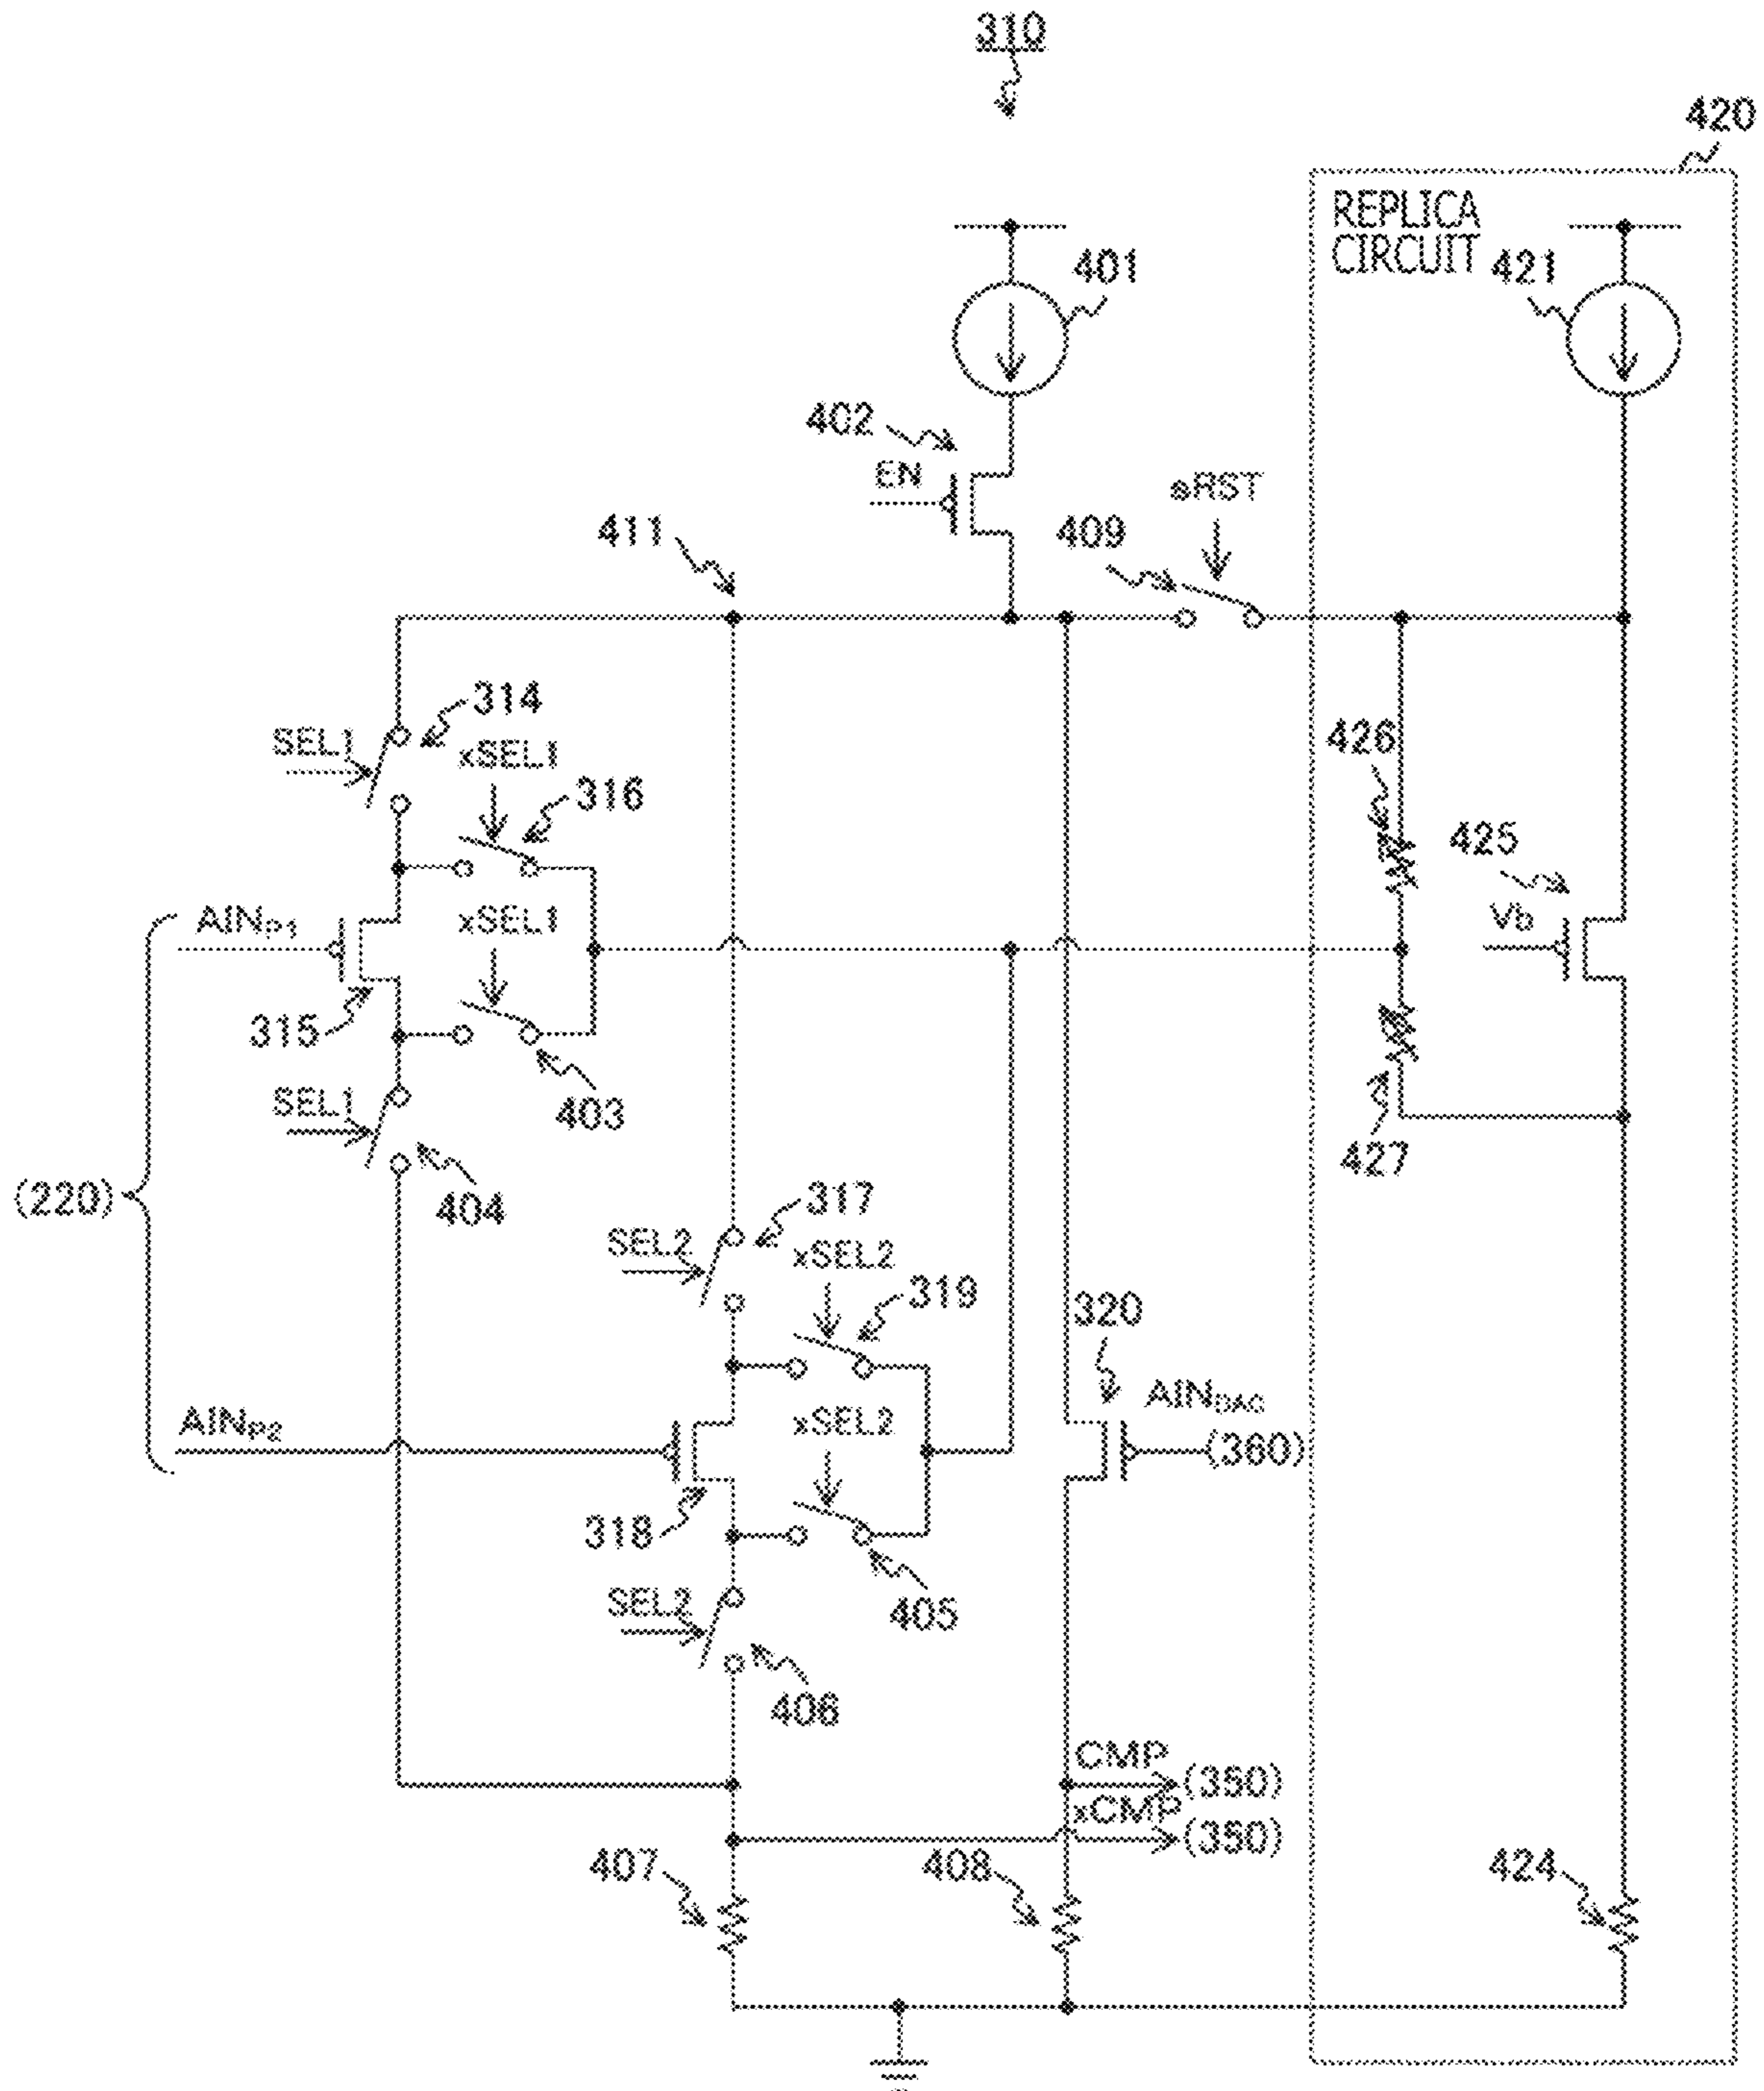 310
420
REPLICA
CIRCUIT
421
401
402
EN
sRST
409
411
314
SEL1
xSEL1
316
426
425
AINP1
xSEL1
Vb
315
403
SEL1
427
(220)
404
317
SEL2
xSEL2
319
320
AINDAC
AINP2
xSEL2
(360)
318
SEL2
405
406
CMP
(350)
xCMP
(350)
407
408
424